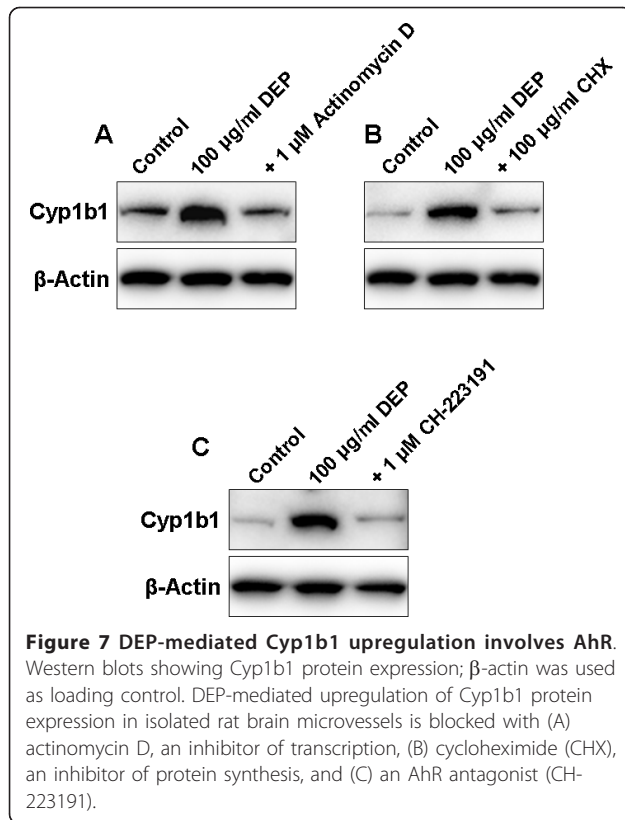 A
Control
100 µg/ml DEP
+ 1 µM Actinomycin D
Cyp1b1
β-Actin
B
Control
100 µg/ml DEP
+ 100 µg/ml CHX
C
Control
100 µg/ml DEP
+ 1 µM CH-223191
Cyp1b1
β-Actin
Figure 7 DEP-mediated Cyp1b1 upregulation involves AhR.
Western blots showing Cyp1b1 protein expression; β-actin was used
as loading control. DEP-mediated upregulation of Cyp1b1 protein
expression in isolated rat brain microvessels is blocked with (A)
actinomycin D, an inhibitor of transcription, (B) cycloheximide (CHX),
an inhibitor of protein synthesis, and (C) an AhR antagonist (CH-
223191).